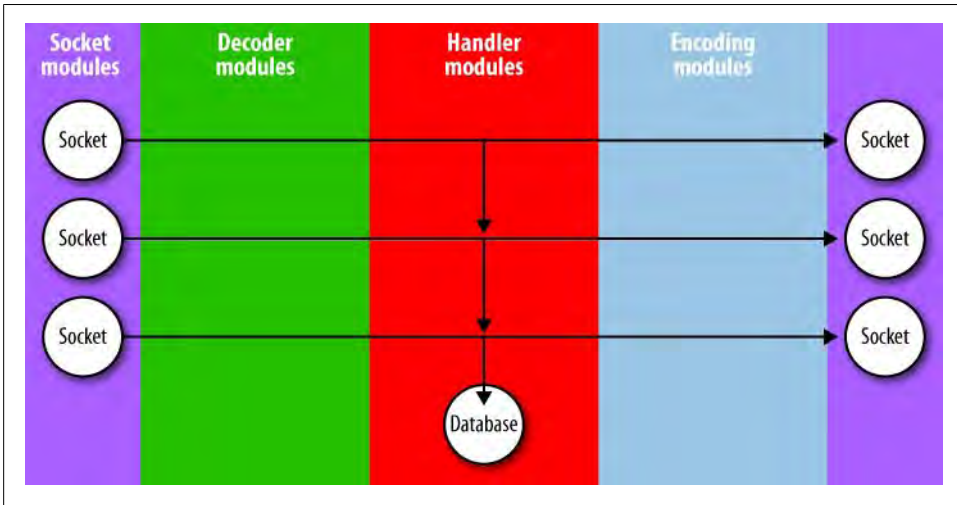 Socket
modules
Decoder
modules
Handler
modules
Encoding
modules
Socket
Socket
Socket
Socket
Socket
Socket
Database